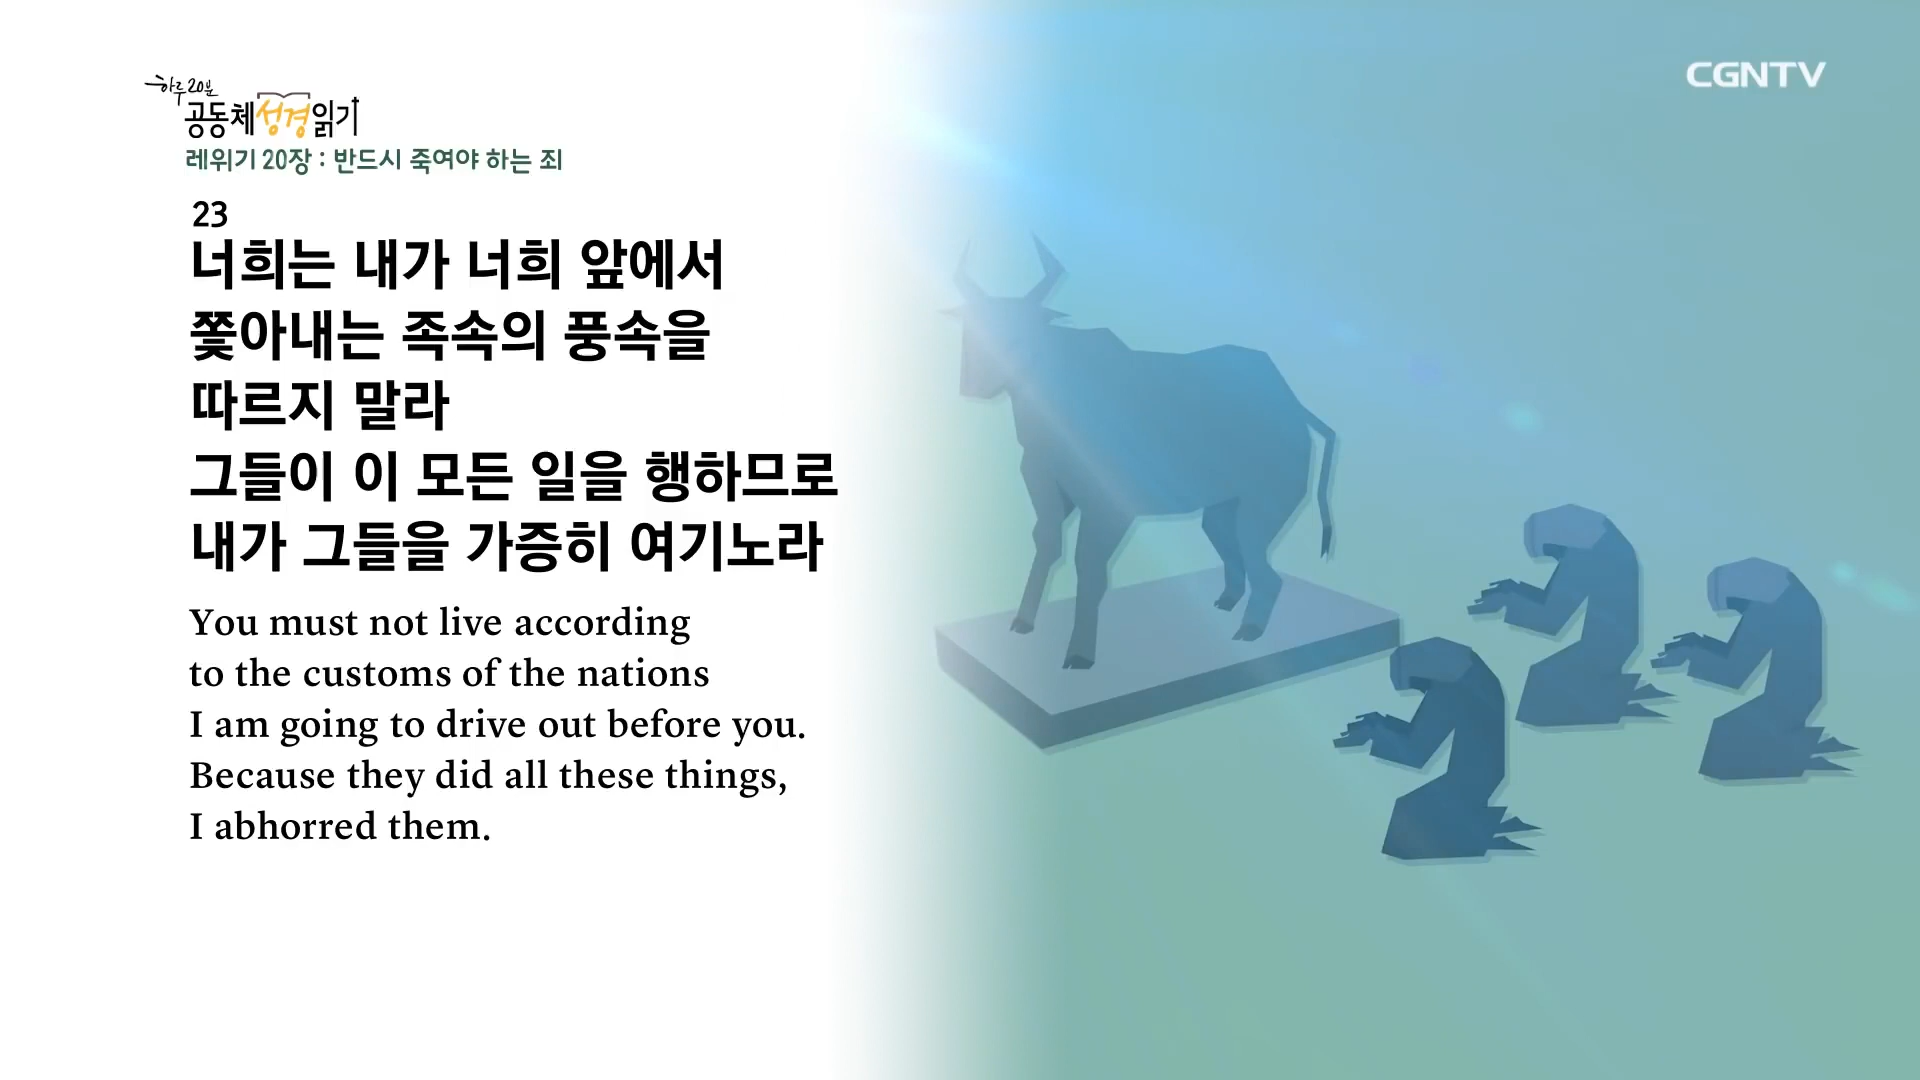 하루 20분
공동체성경읽기
CGNTV
레위기 20장 : 반드시 죽여야 하는 죄
23
너희는 내가 너희 앞에서
쫓아내는 족속의 풍속을
따르지 말라
그들이 이 모든 일을 행하므로
내가 그들을 가증히 여기노라
You must not live according
to the customs of the nations
I am going to drive out before you.
Because they did all these things,
I abhorred them.